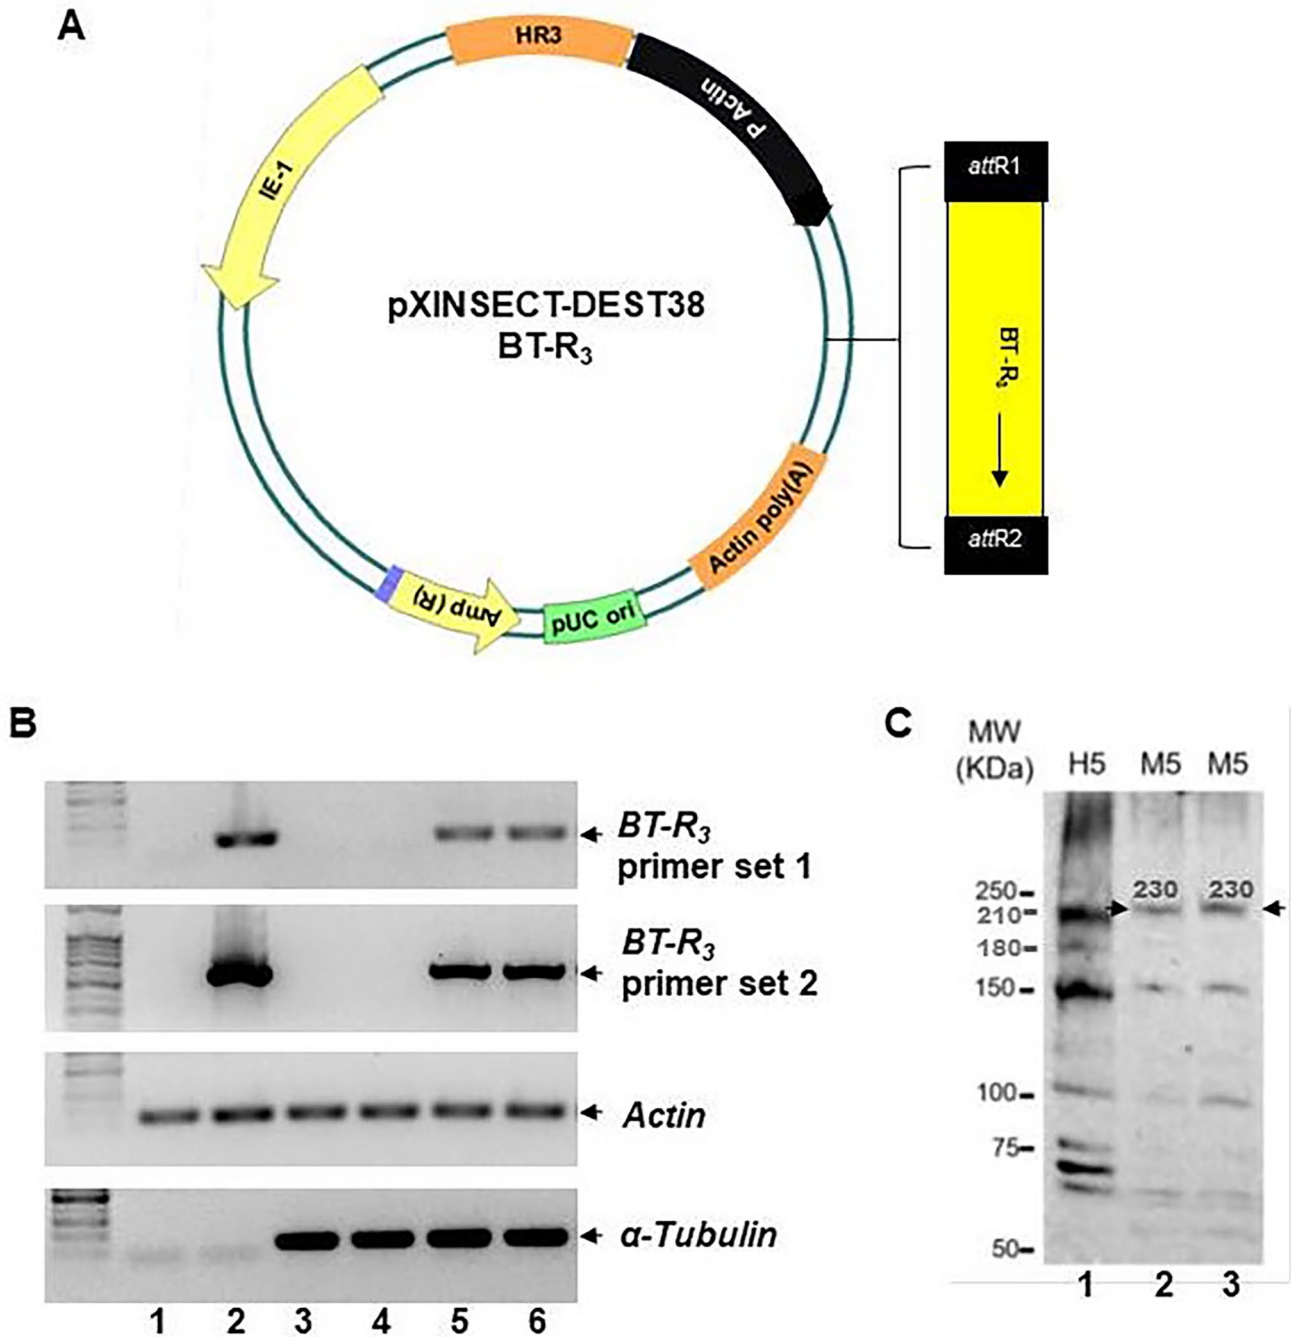 A
HR3
P Actin
IE-1
attR1
pXINSECT-DEST38
BT-R3
BT-R3
attR2
Actin poly(A)
Amp (R)
pUC ori
B
BT-R3
primer set 1
BT-R3
primer set 2
Actin
α-Tubulin
1 2 3 4 5 6
C
MW
(KDa) H5 M5 M5
250
230 230
210
180
150
100
75
50
1 2 3